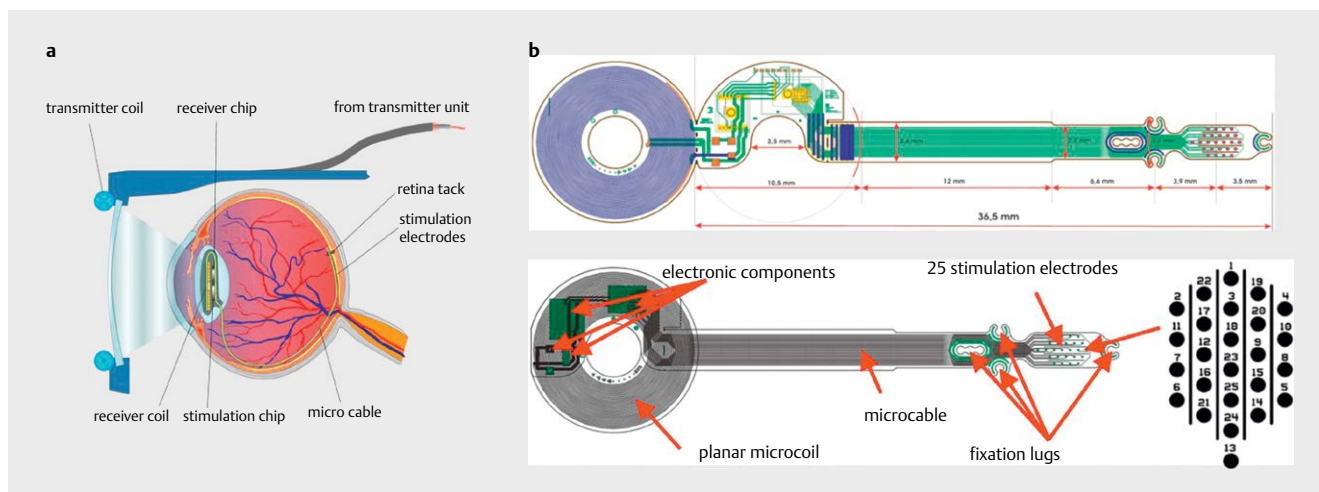 a
transmitter coil
receiver chip
from transmitter unit
retina tack
stimulation
electrodes
receiver coil
stimulation chip
micro cable
b
3,5 mm
10,5 mm
12 mm
6,6 mm
3,9 mm
3.5 mm
36,5 mm
electronic components
25 stimulation electrodes
planar microcoil
microcable
fixation lugs
1
22
19
2
3
4
17
20
11
18
10
12
9
7
23
8
16
15
6
25
5
21
14
24
13